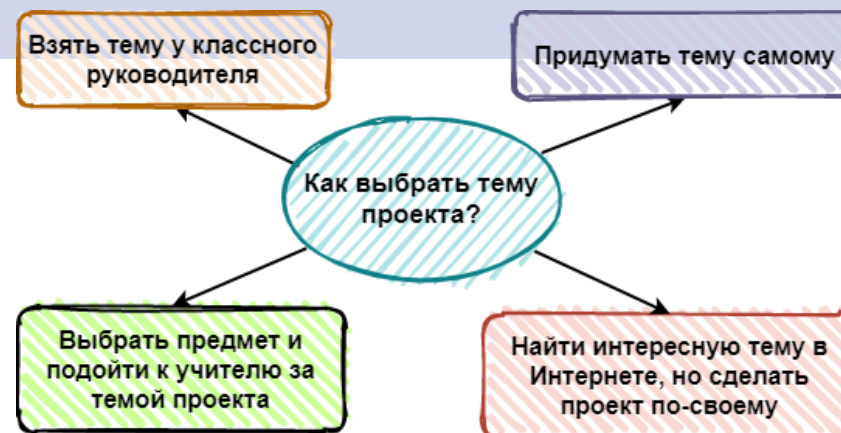 Взять тему у классного
руководителя
Придумать тему самому
Как выбрать тему
проекта?
Выбрать предмет и
подойти к учителю за
темой проекта
Найти интересную тему в
Интернете, но сделать
проект по-своему